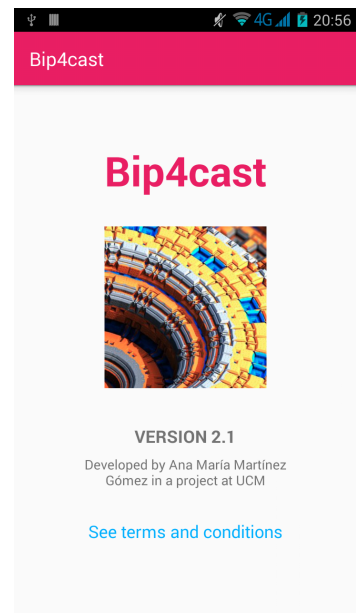 4G 20:56
Bip4cast
Bip4cast
VERSION 2.1
Developed by Ana María Martínez
Gómez in a project at UCM
See terms and conditions